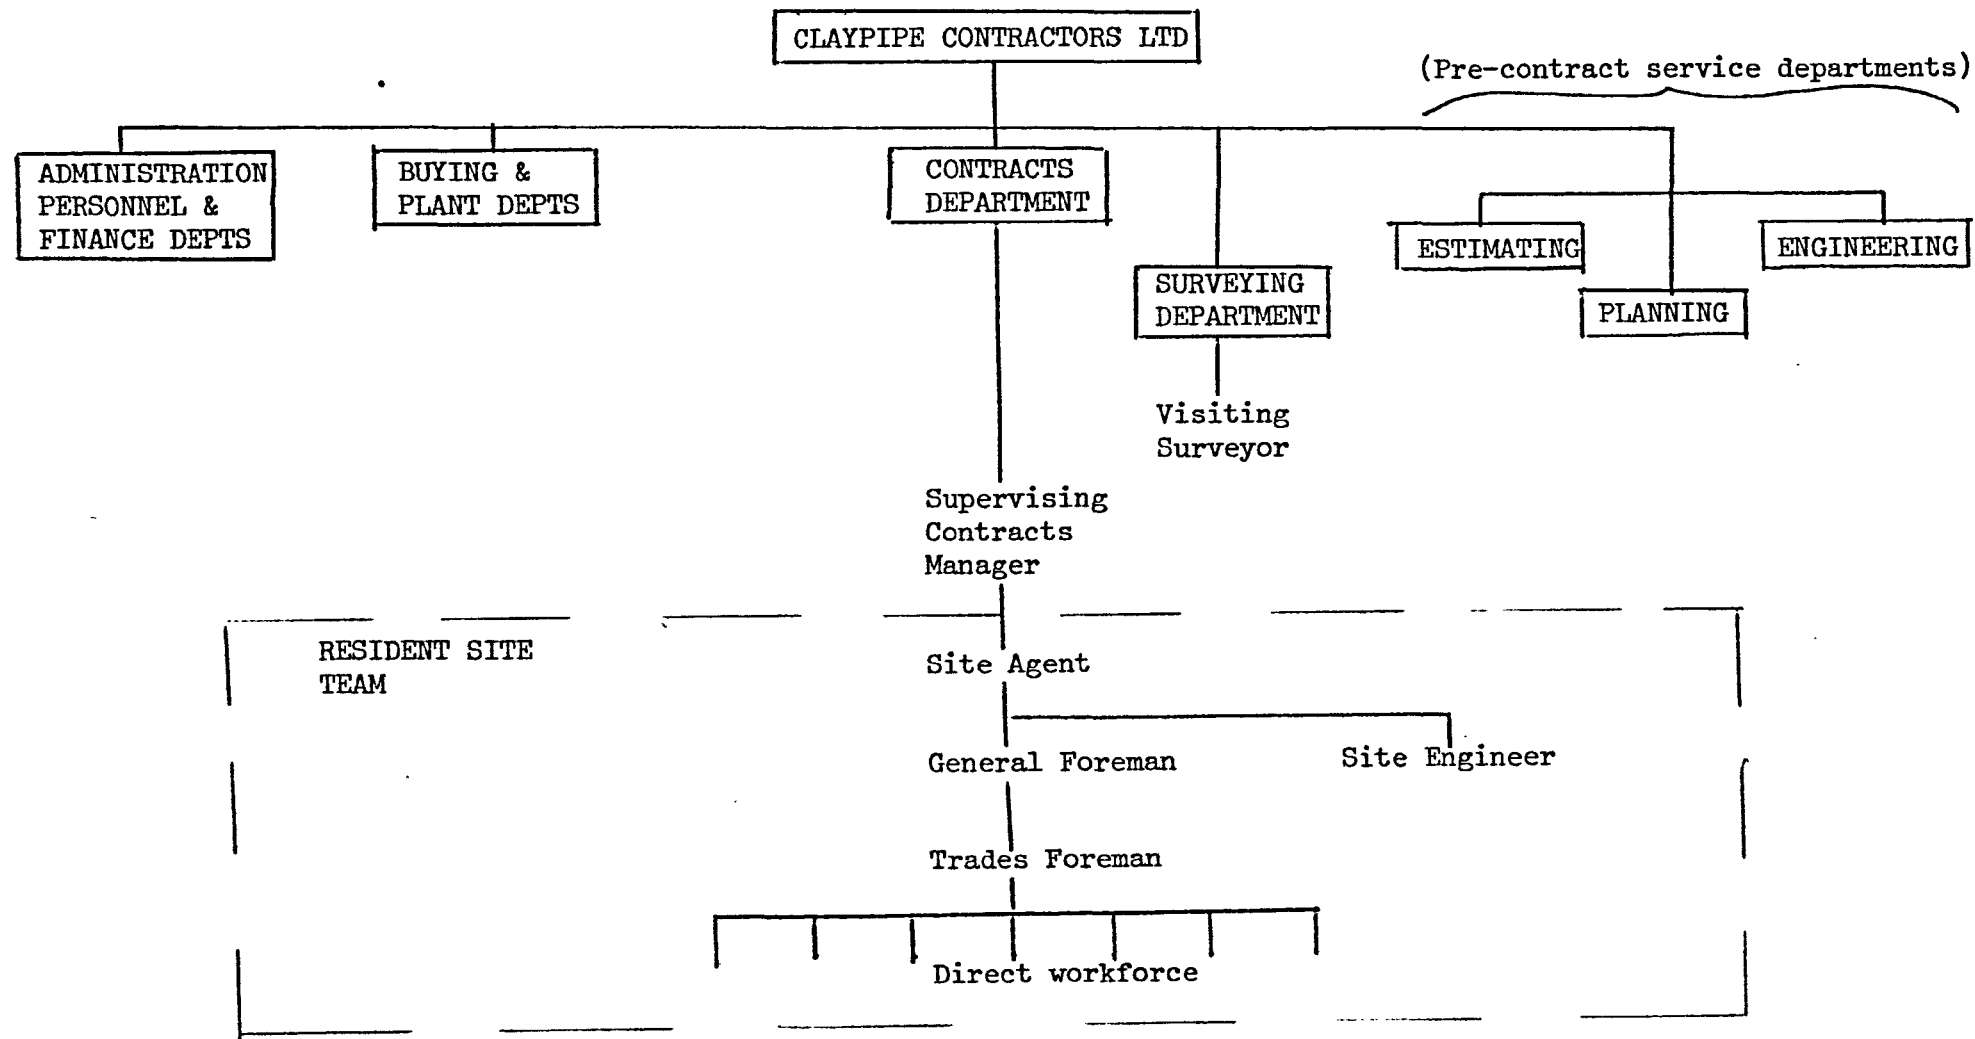 CLAYPIPE CONTRACTORS LTD
(Pre-contract service departments)
ADMINISTRATION
PERSONNEL &
FINANCE DEPTS
BUYING &
PLANT DEPTS
CONTRACTS
DEPARTMENT
SURVEYING
DEPARTMENT
ESTIMATING
ENGINEERING
PLANNING
Visiting
Surveyor
Supervising
Contracts
Manager
RESIDENT SITE
TEAM
Site Agent
General Foreman
Site Engineer
Trades Foreman
Direct workforce